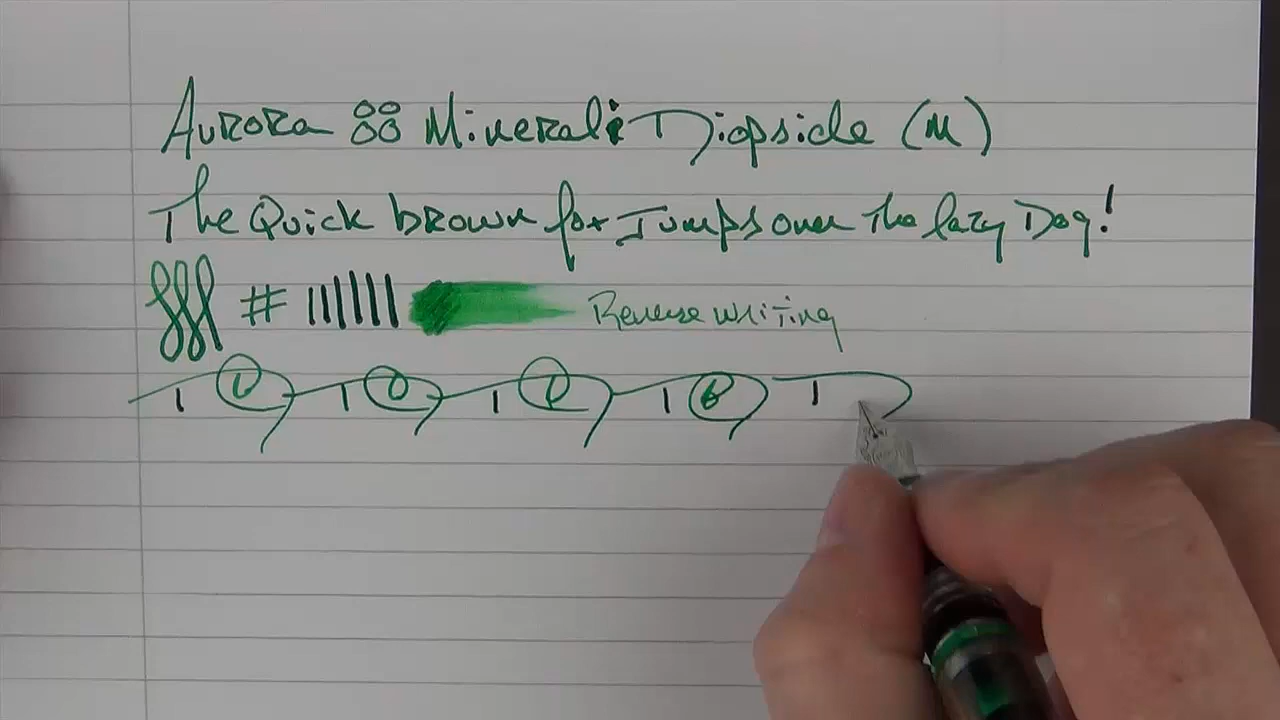 Aurora 88 Minerali Diopside (M)
The Quick brown fox Jumps over The lazy Dog!
# Reverse writing